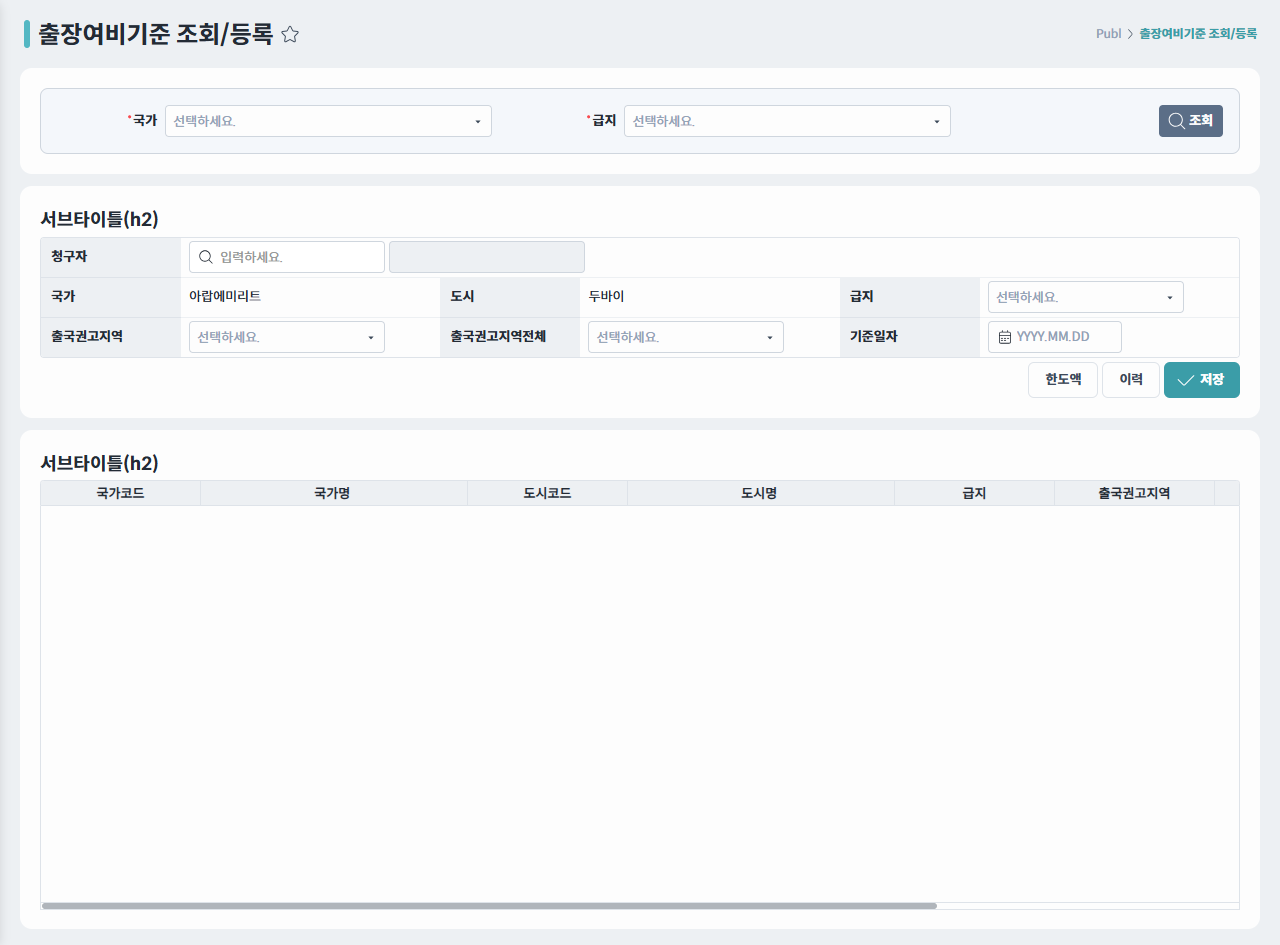 출장여비기준 조회/등록
Publ > 출장여비기준 조회/등록
*국가 선택하세요. *급지 선택하세요. 조회
서브타이틀(h2)
청구자 입력하세요.
국가 아랍에미리트 도시 두바이 급지 선택하세요.
출국권고지역 선택하세요. 출국권고지역전체 선택하세요. 기준일자 YYYY.MM.DD
한도액 이력 저장
서브타이틀(h2)
국가코드 국가명 도시코드 도시명 급지 출국권고지역